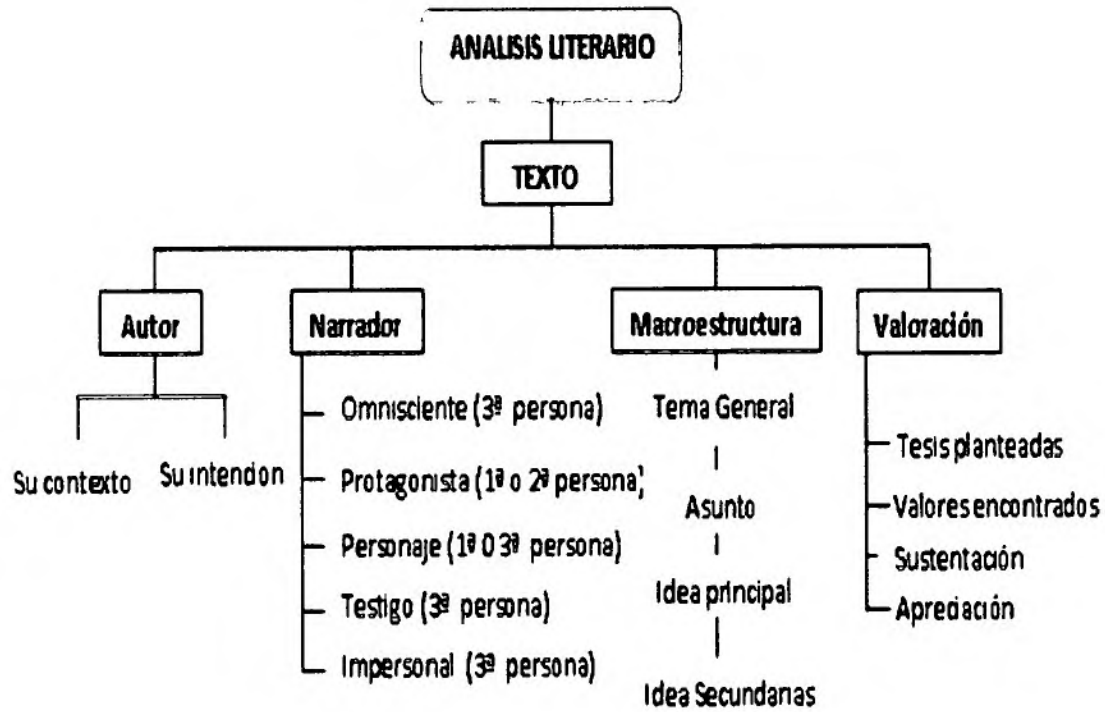 ANALISIS LITERARIO
TEXTO
Autor
Su contexto
Su intencion
Narrador
Omnisciente (3ª persona)
Protagonista (1ª o 2ª persona)
Personaje (1ª 0 3ª persona)
Testigo (3ª persona)
Impersonal (3ª persona)
Macroestructura
Tema General
Asunto
Idea principal
Idea Secundarias
Valoración
Tesis planteadas
Valores encontrados
Sustentación
Apreciación